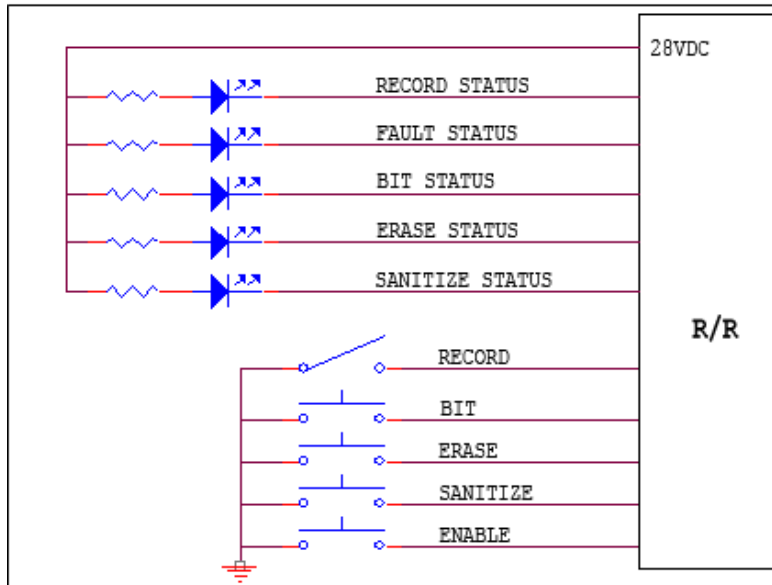 28VDC
RECORD STATUS
FAULT STATUS
BIT STATUS
ERASE STATUS
SANITIZE STATUS
R/R
RECORD
BIT
ERASE
SANITIZE
ENABLE